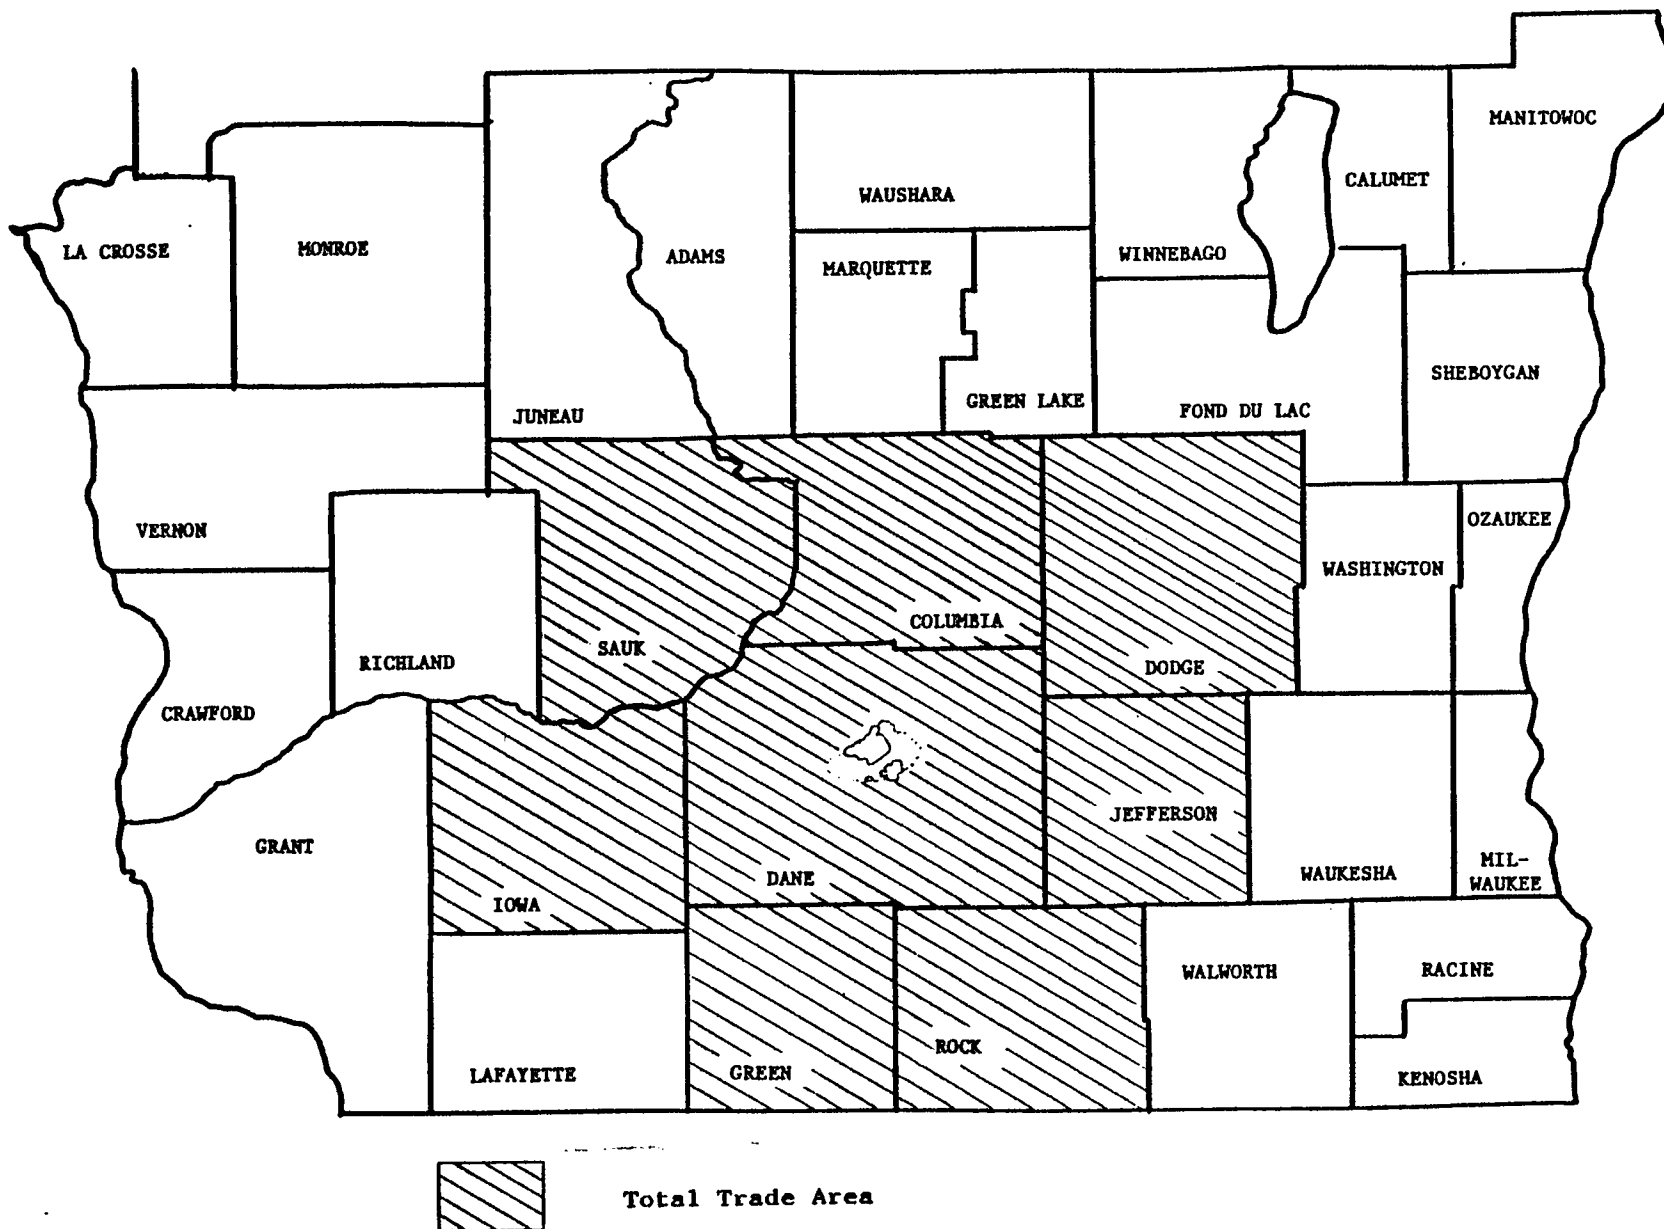 MANITOWOC
CALUMET
WAUSHARA
LA CROSSE
MONROE
ADAMS
MARQUETTE
WINNEBAGO
SHEBOYGAN
JUNEAU
GREEN LAKE
FOND DU LAC
VERNON
OZAUKEE
WASHINGTON
COLUMBIA
SAUK
RICHLAND
DODGE
CRAWFORD
JEFFERSON
GRANT
DANE
WAUKESHA
MIL-
WAUKEE
IOWA
WALWORTH
RACINE
ROCK
LAFAYETTE
GREEN
KENOSHA
Total Trade Area